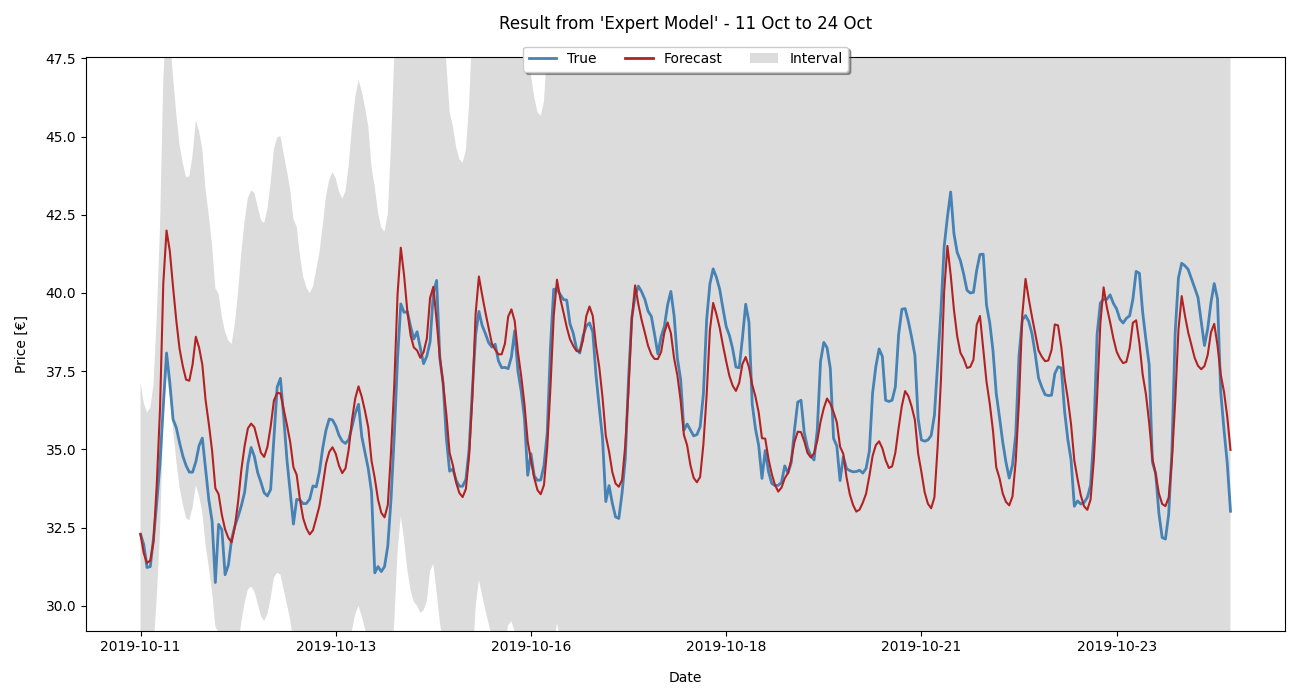 Result from 'Expert Model' - 11 Oct to 24 Oct
True Forecast Interval
47.5
45.0
42.5
40.0
37.5
35.0
32.5
30.0
Price [€]
2019-10-11 2019-10-13 2019-10-16 2019-10-18 2019-10-21 2019-10-23
Date